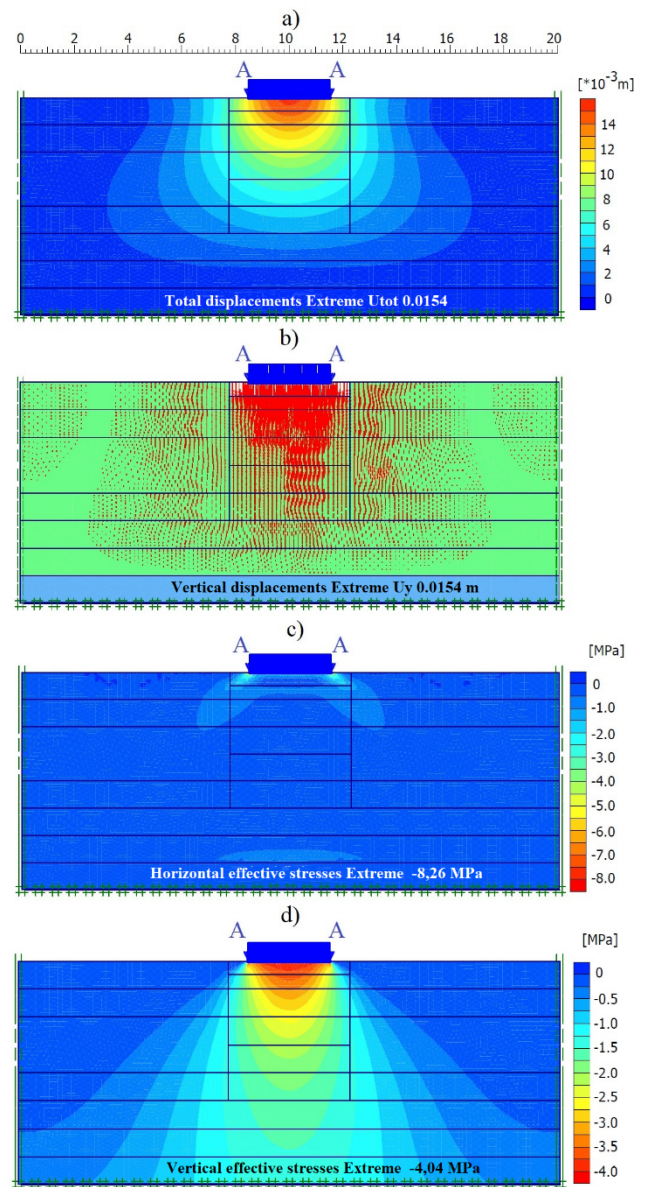 a)
0 2 4 6 8 10 12 14 16 18 20
A A
[*10⁻³m]
14
12
10
8
6
4
2
0
Total displacements Extreme Utot 0.0154
b)
A A
Vertical displacements Extreme Uy 0.0154 m
c)
A A
[MPa]
0
-1.0
-2.0
-3.0
-4.0
-5.0
-6.0
-7.0
-8.0
Horizontal effective stresses Extreme -8,26 MPa
d)
A A
[MPa]
0
-0.5
-1.0
-1.5
-2.0
-2.5
-3.0
-3.5
-4.0
Vertical effective stresses Extreme -4,04 MPa